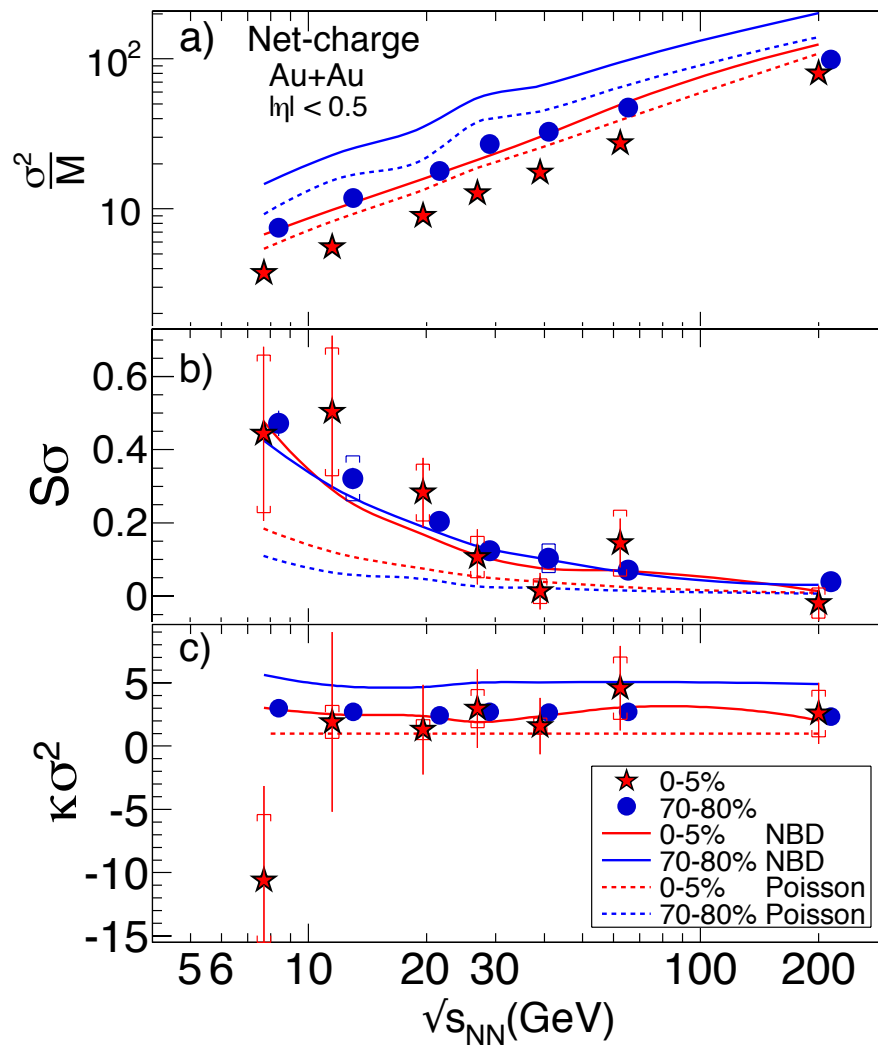 a) Net-charge
Au+Au
|η| < 0.5
10²
10
σ²/M
b)
0.6
0.4
0.2
0
Sσ
c)
5
0
-5
-10
-15
κσ²
0-5%
70-80%
0-5% NBD
70-80% NBD
0-5% Poisson
70-80% Poisson
5 6 10 20 30 100 200
√sNN(GeV)